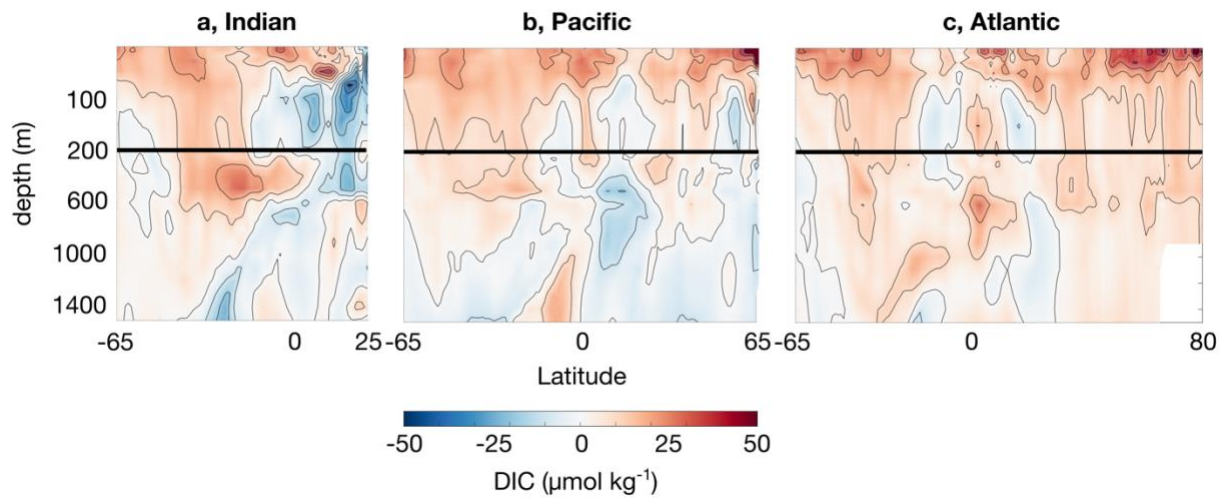 a, Indian
b, Pacific
c, Atlantic
depth (m)
100
200
600
1000
1400
-65 0 25
-65 0 65
-65 0 80
Latitude
-50 -25 0 25 50
DIC (µmol kg⁻¹)